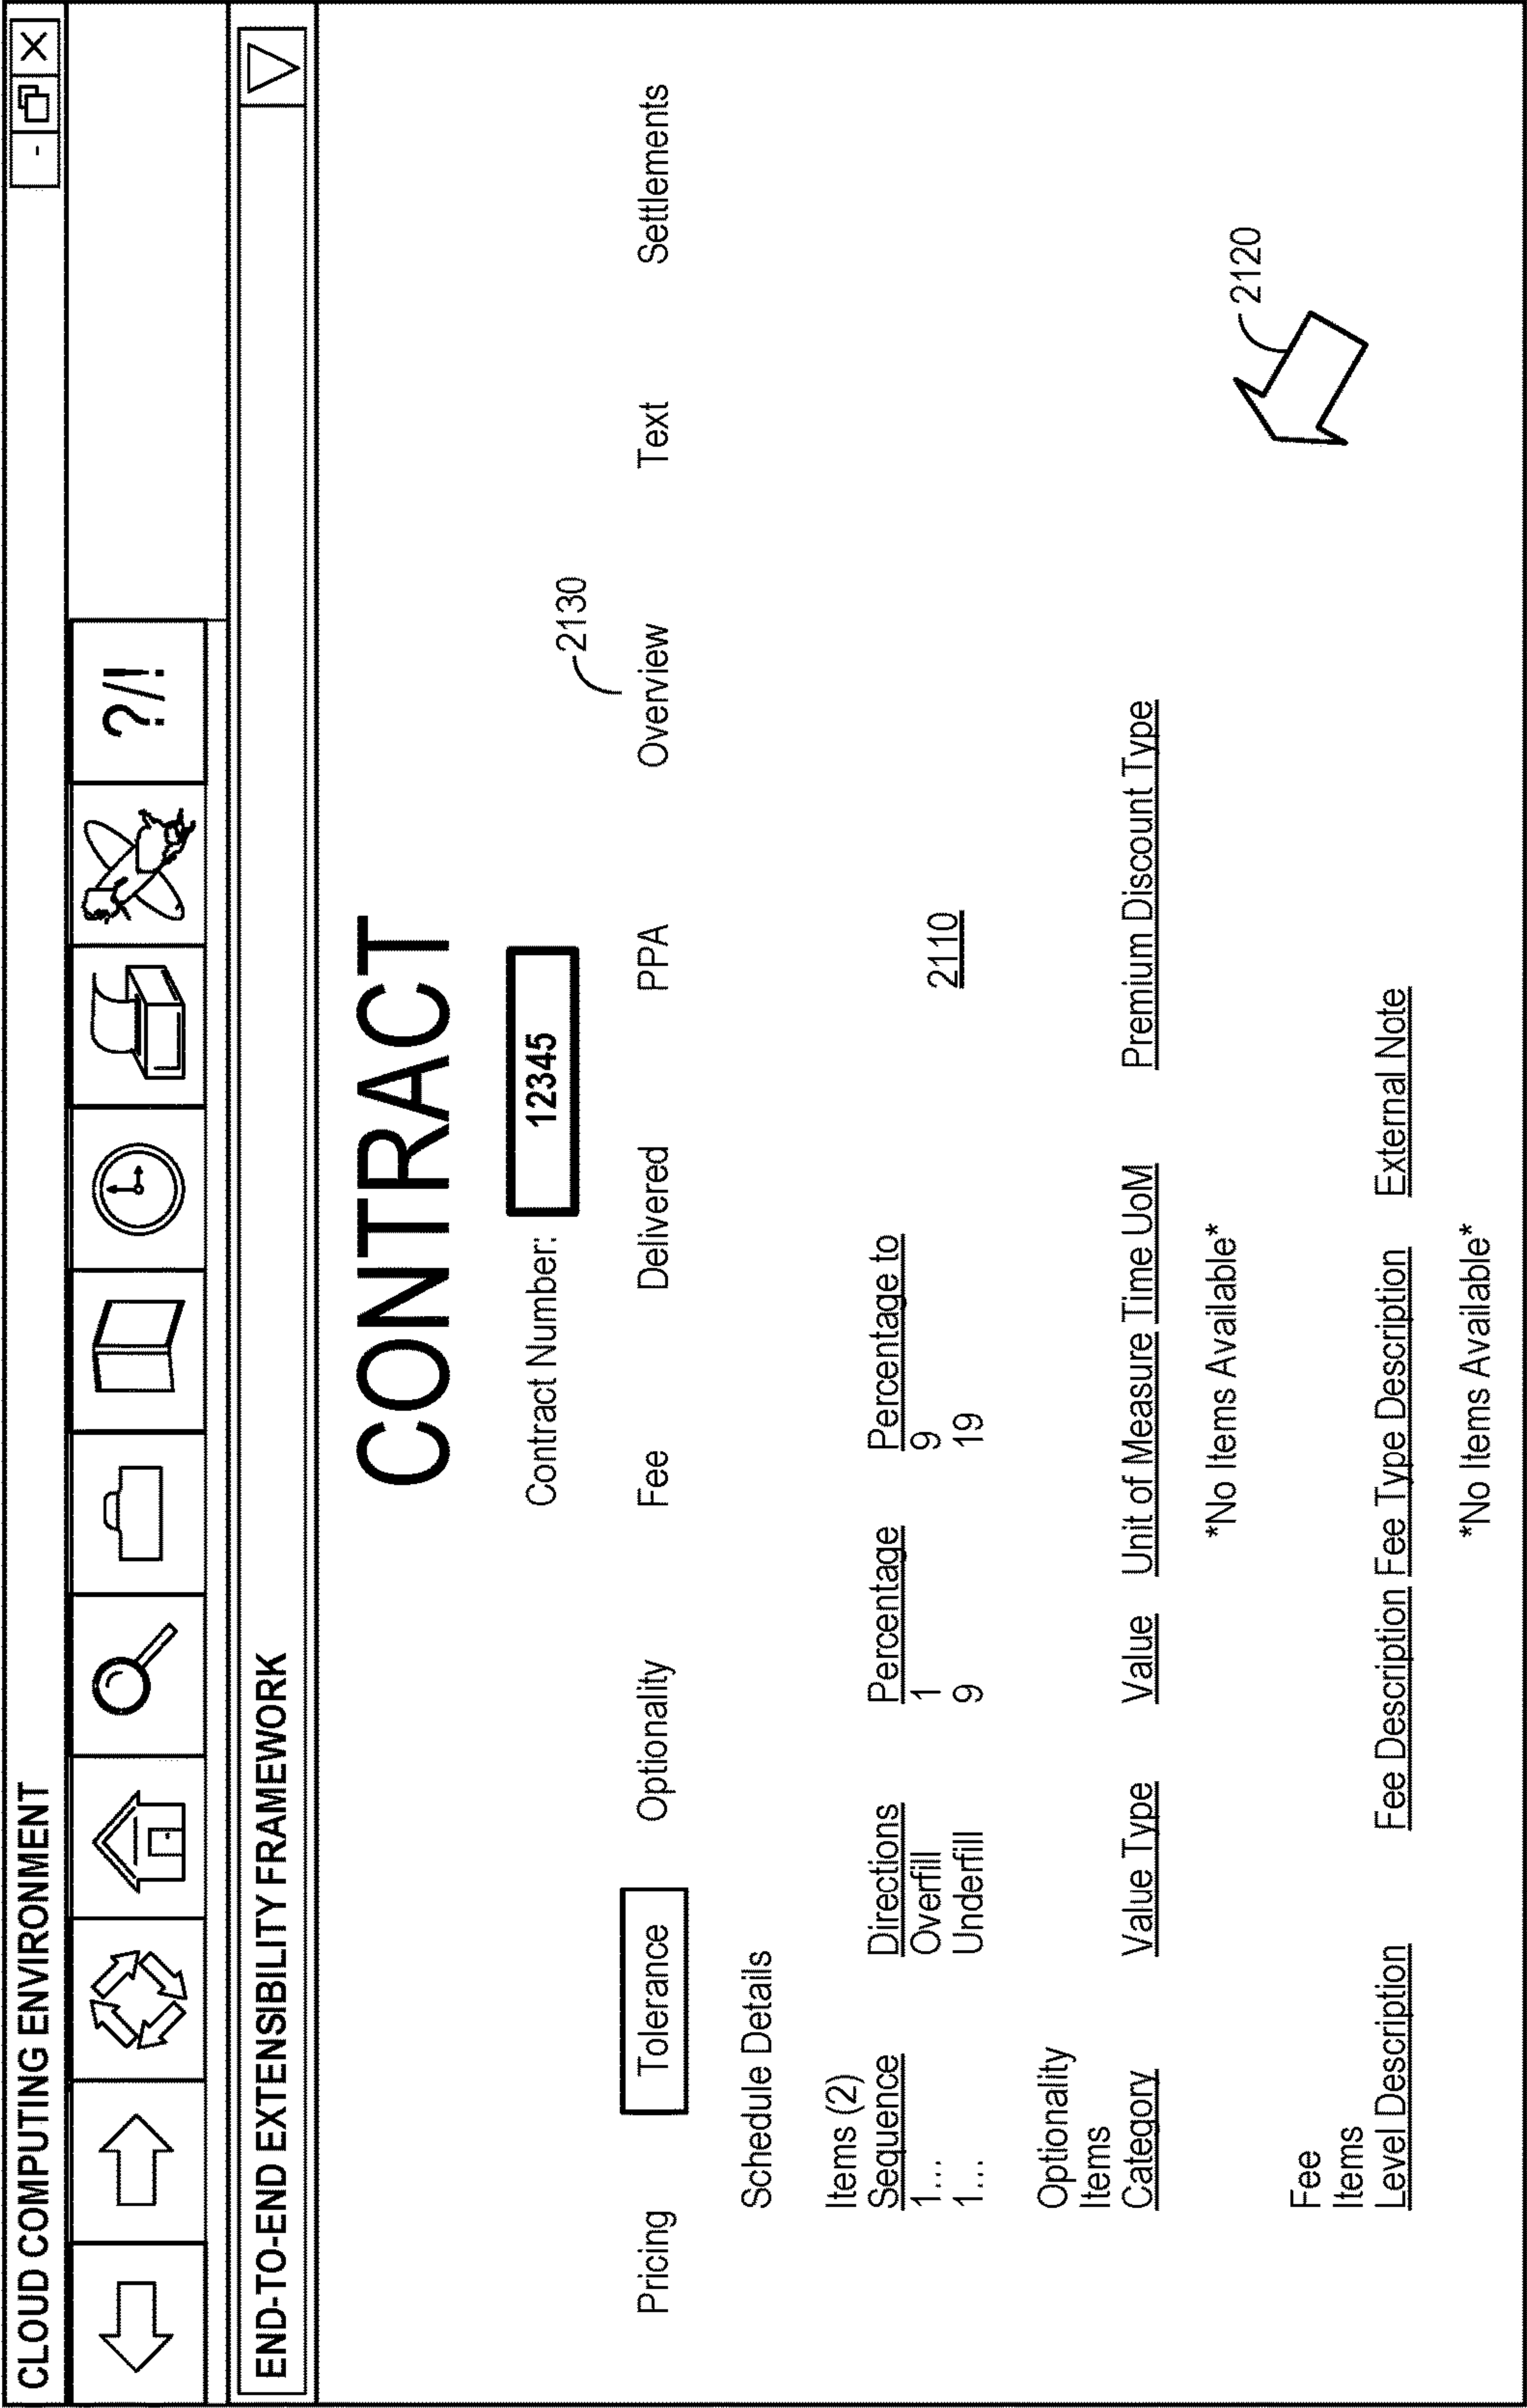 CLOUD COMPUTING ENVIRONMENT
- X
?/!
END-TO-END EXTENSIBILITY FRAMEWORK
CONTRACT
Contract Number: 12345
2130
Pricing Tolerance Optionality Fee Delivered PPA Overview Text Settlements
Schedule Details
Items (2)
Sequence Directions Percentage Percentage to
1... Overfill 1 9
2110
1... Underfill 9 19
Optionality
Items
Category Value Type Value Unit of Measure Time UoM Premium Discount Type
*No Items Available*
2120
Fee
Items
Level Description Fee Description Fee Type Description External Note
*No Items Available*